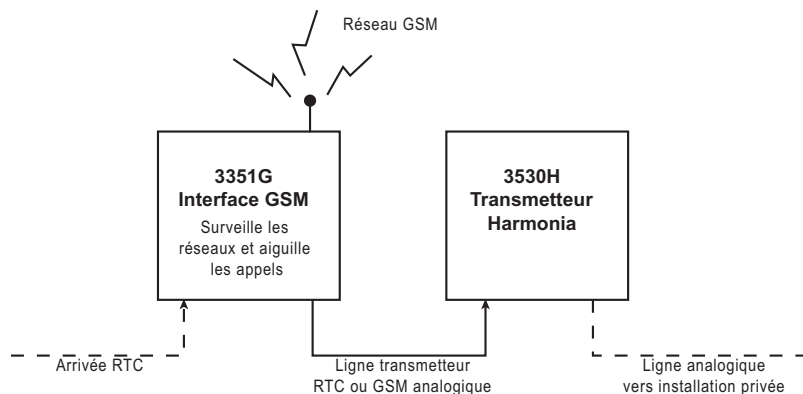 Réseau GSM
3351G
Interface GSM
Surveille les
réseaux et aiguille
les appels
3530H
Transmetteur
Harmonia
Arrivée RTC
Ligne transmetteur
RTC ou GSM analogique
Ligne analogique
vers installation privée